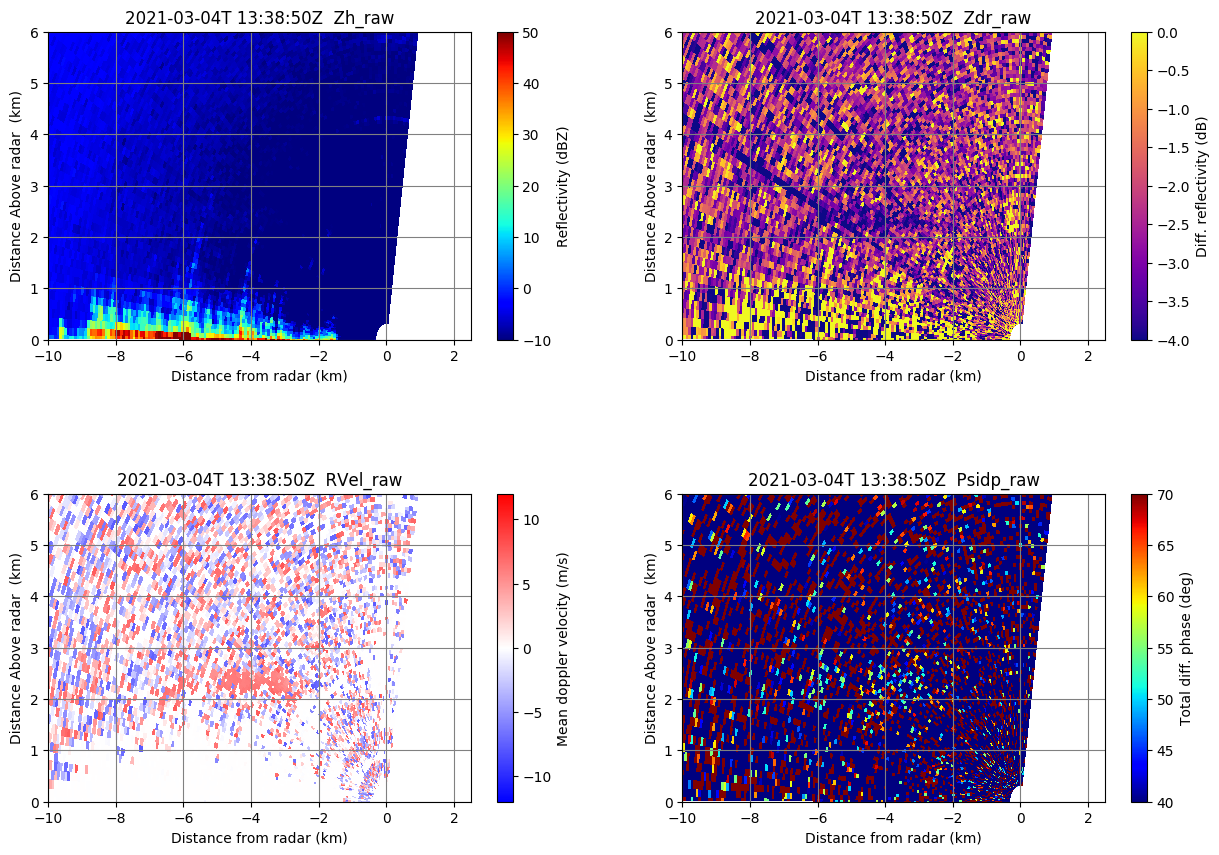 2021-03-04T 13:38:50Z  Zh_raw
6
5
4
3
2
1
0
Distance Above radar  (km)
−10 −8 −6 −4 −2 0 2
Distance from radar (km)
50
40
30
20
10
0
−10
Reflectivity (dBZ)
2021-03-04T 13:38:50Z  Zdr_raw
6
5
4
3
2
1
0
Distance Above radar  (km)
−10 −8 −6 −4 −2 0 2
Distance from radar (km)
0.0
−0.5
−1.0
−1.5
−2.0
−2.5
−3.0
−3.5
−4.0
Diff. reflectivity (dB)
2021-03-04T 13:38:50Z  RVel_raw
6
5
4
3
2
1
0
Distance Above radar  (km)
−10 −8 −6 −4 −2 0 2
Distance from radar (km)
10
5
0
−5
−10
Mean doppler velocity (m/s)
2021-03-04T 13:38:50Z  Psidp_raw
6
5
4
3
2
1
0
Distance Above radar  (km)
−10 −8 −6 −4 −2 0 2
Distance from radar (km)
70
65
60
55
50
45
40
Total diff. phase (deg)